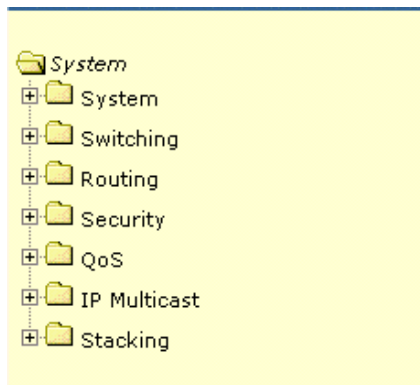 System
System
Switching
Routing
Security
QoS
IP Multicast
Stacking